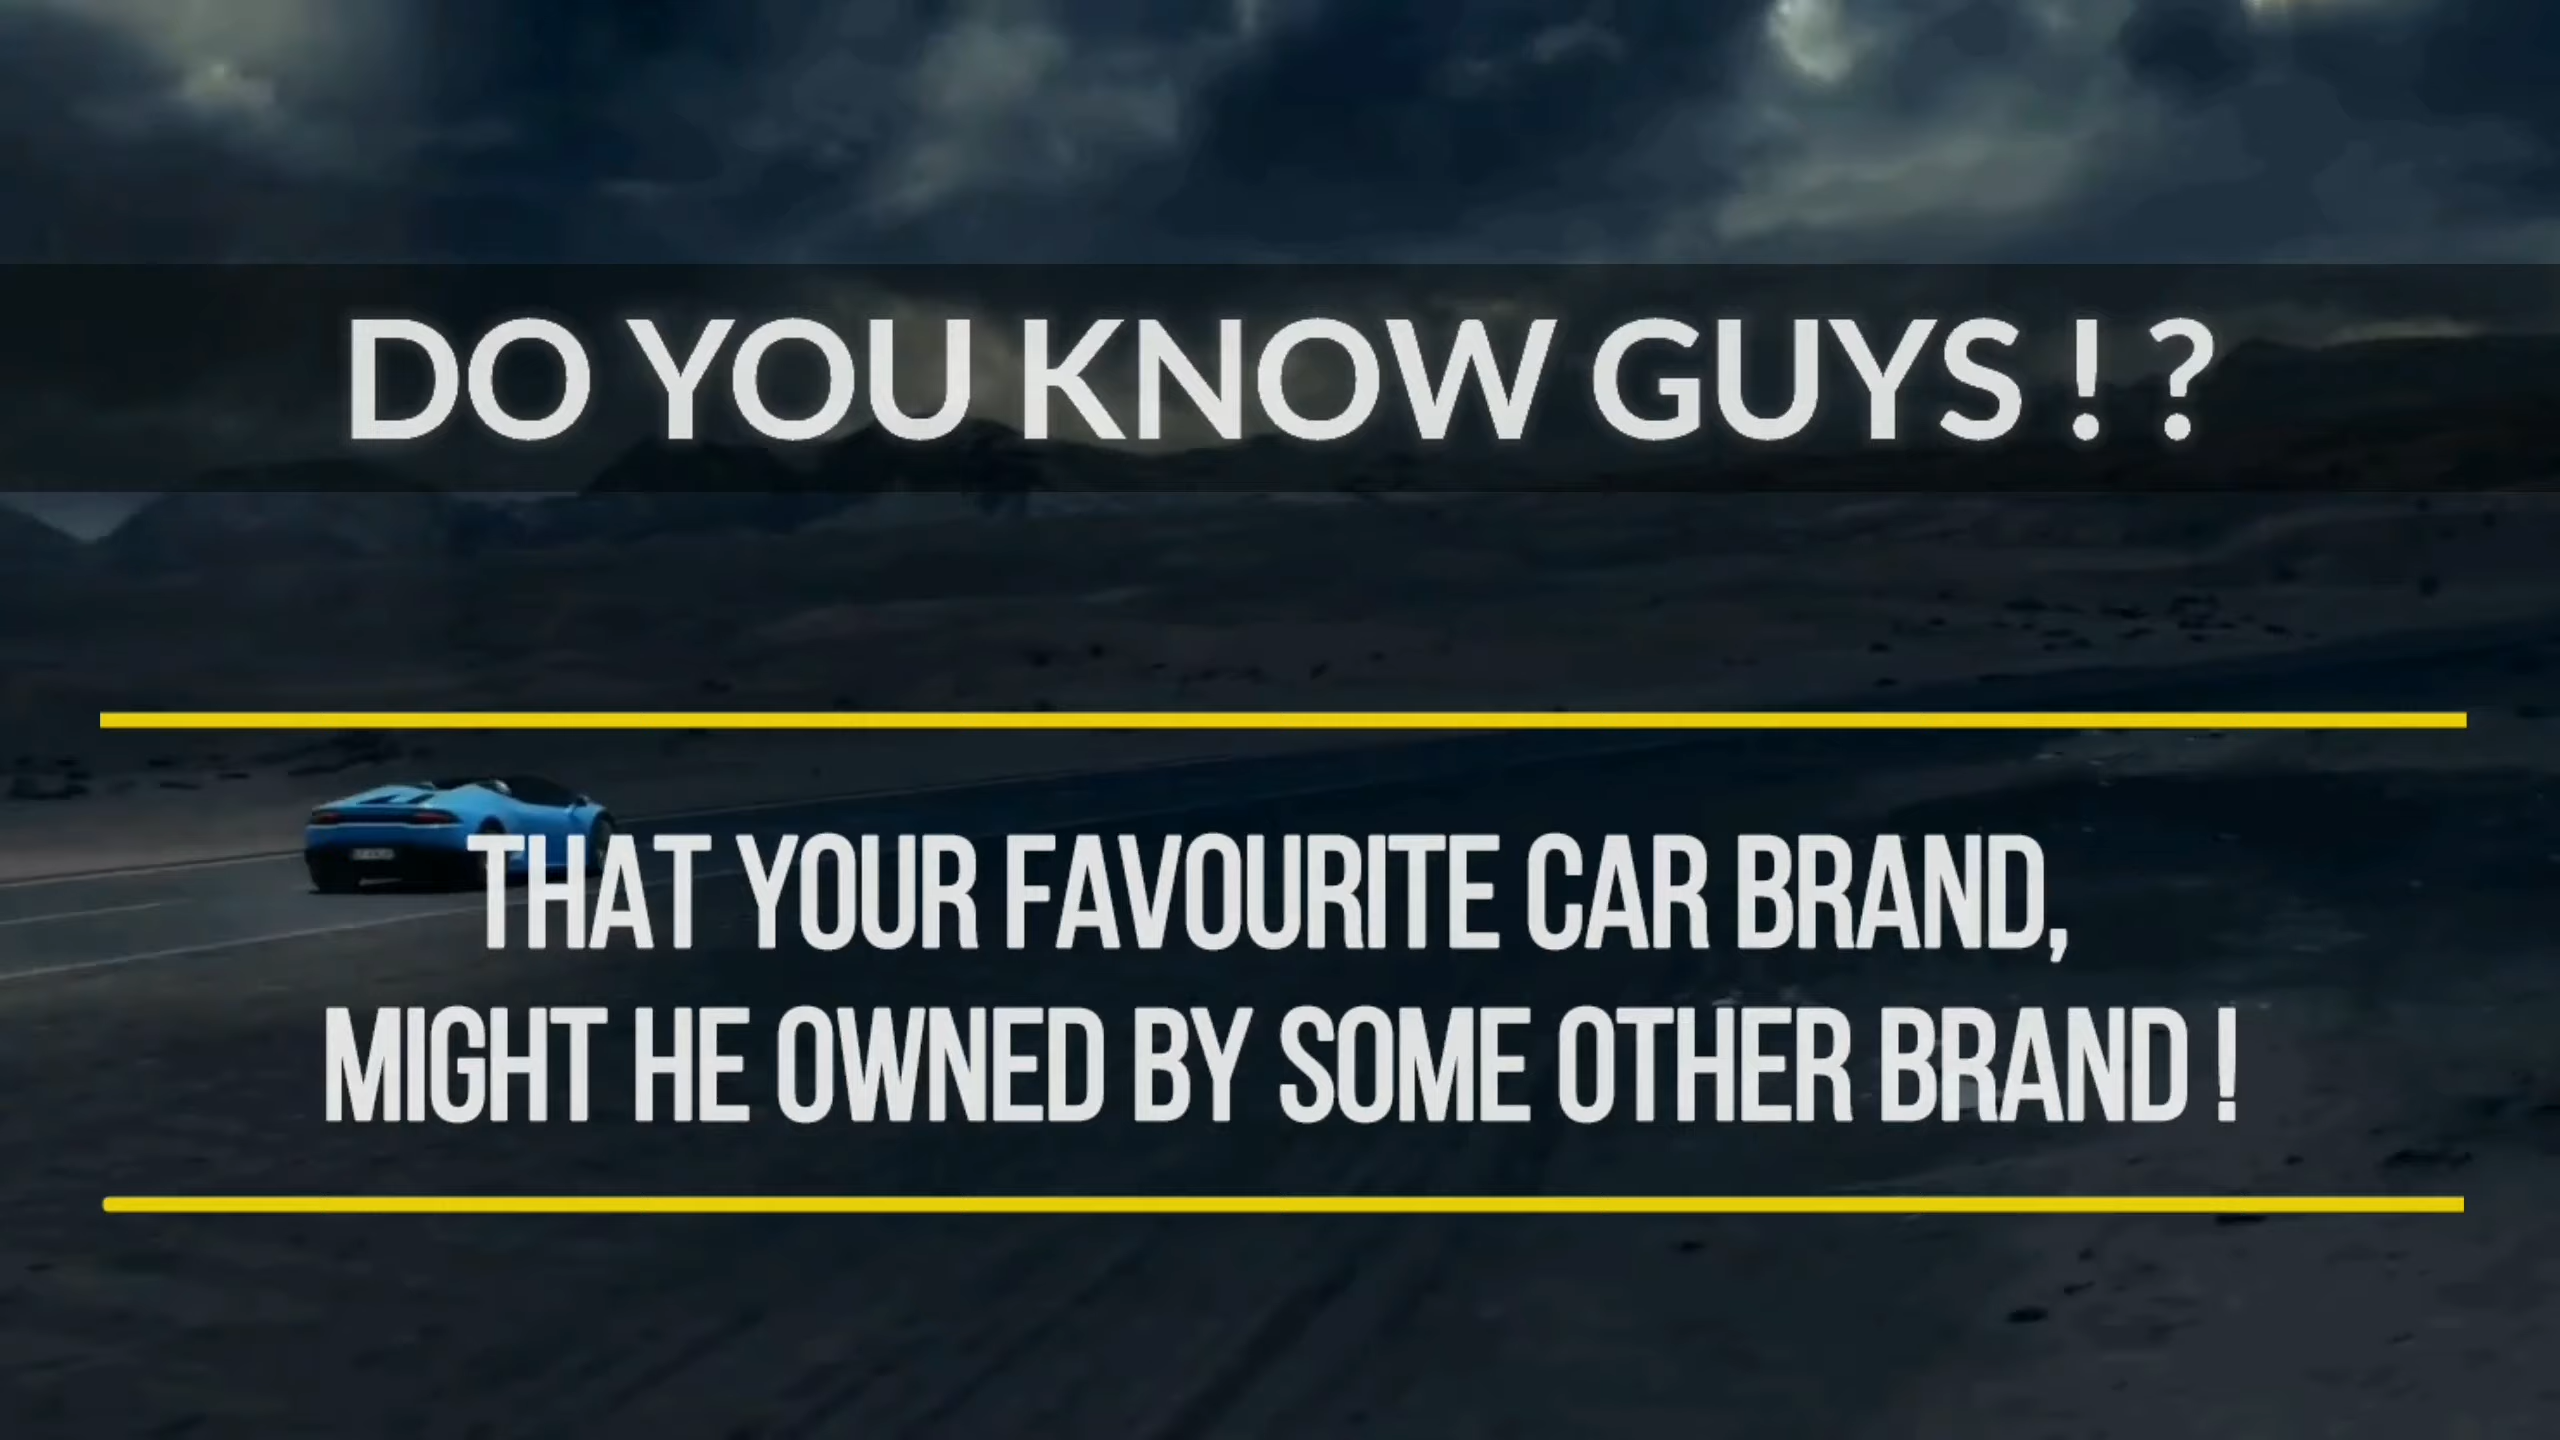 DO YOU KNOW GUYS ! ?
THAT YOUR FAVOURITE CAR BRAND,
MIGHT HE OWNED BY SOME OTHER BRAND !